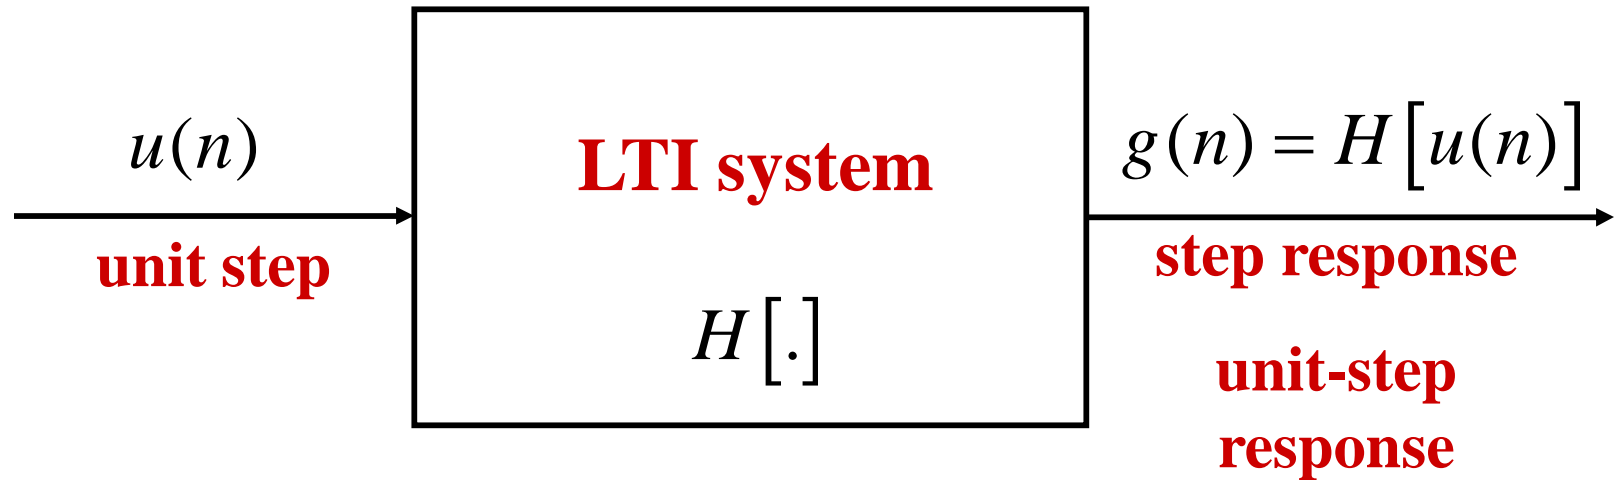 u(n)
unit step
LTI system
H[.]
g(n) = H[u(n)]
step response
unit-step
response